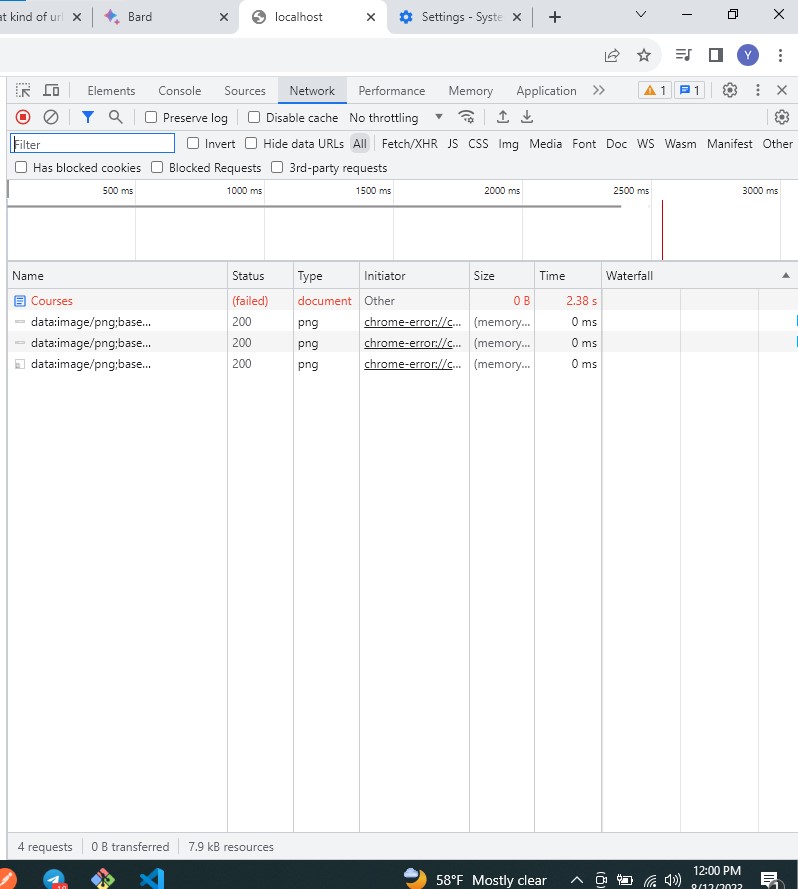 at kind of url
Bard
localhost
Settings - Syste
Y
Elements Console Sources Network Performance Memory Application
1 1
Preserve log Disable cache No throttling
Filter
Invert Hide data URLs All Fetch/XHR JS CSS Img Media Font Doc WS Wasm Manifest Other
Has blocked cookies Blocked Requests 3rd-party requests
500 ms 1000 ms 1500 ms 2000 ms 2500 ms 3000 ms
Name Status Type Initiator Size Time Waterfall
Courses (failed) document Other 0 B 2.38 s
data:image/png;base... 200 png chrome-error://c... (memory... 0 ms
data:image/png;base... 200 png chrome-error://c... (memory... 0 ms
data:image/png;base... 200 png chrome-error://c... (memory... 0 ms
4 requests 0 B transferred 7.9 kB resources
58°F Mostly clear
12:00 PM
8/12/2023
1